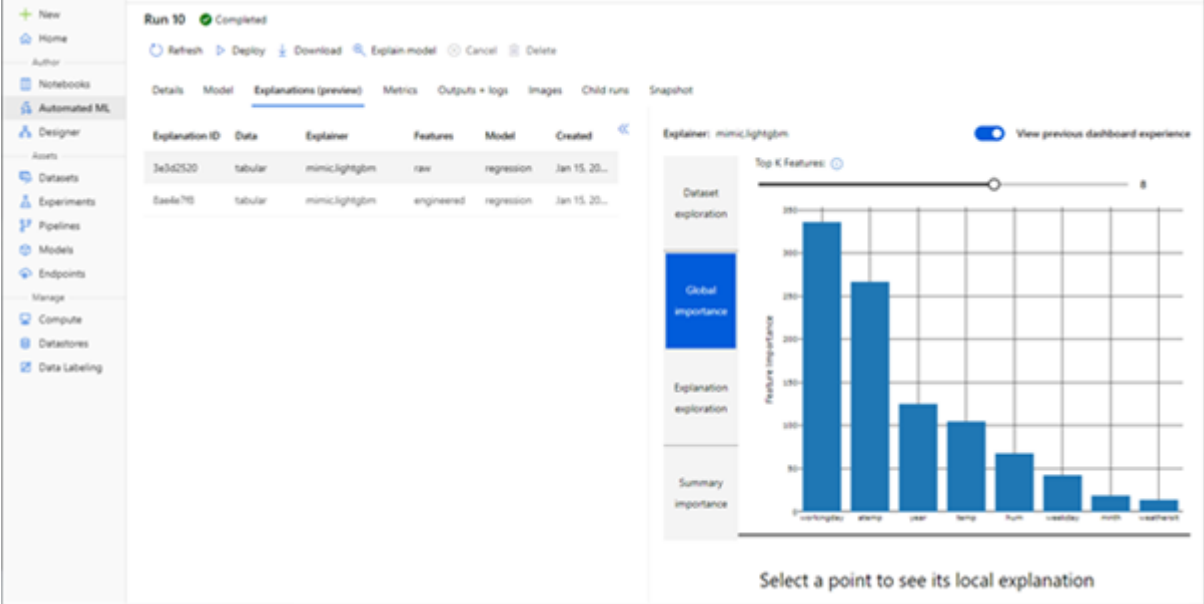 New
Home
Author
Notebooks
Automated ML
Designer
Assets
Datasets
Experiments
Pipelines
Models
Endpoints
Manage
Compute
Datastores
Data Labeling
Run 10 Completed
Refresh Deploy Download Explain model Cancel Delete
Details Model Explanations (preview) Metrics Outputs + logs Images Child runs Snapshot
Explanation ID Data Explainer Features Model Created
3e3d2520 tabular mimic.lightgbm raw regression Jan 15, 20...
tabular mimic.lightgbm engineered regression Jan 15, 20...
Explainer: mimic.lightgbm View previous dashboard experience
Top K Features: 8
Dataset
exploration
Global
importance
Explanation
exploration
Summary
importance
Feature Importance
350
300
250
200
150
100
50
0
workingday atemp year temp hum weekday mnth weathersit
Select a point to see its local explanation